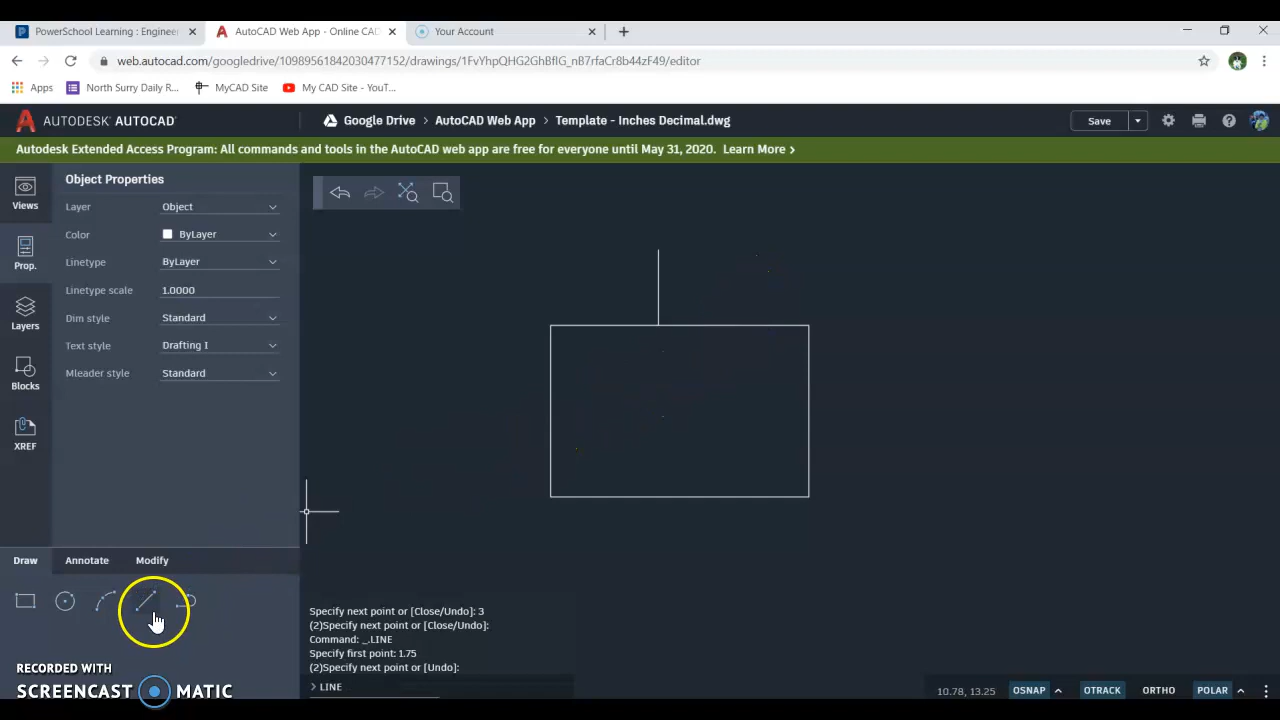 PowerSchool Learning : Engineer
AutoCAD Web App - Online CAD
Your Account
web.autocad.com/googledrive/109895618420304​77152/drawings/1FvYhpQHG2GhBfIG_nB7rfaCr8b44zF49/editor
Apps
North Surry Daily R...
MyCAD Site
My CAD Site - YouT...
AUTODESK AUTOCAD
Google Drive > AutoCAD Web App > Template - Inches Decimal.dwg
Save
Autodesk Extended Access Program: All commands and tools in the AutoCAD web app are free for everyone until May 31, 2020. Learn More >
Views
Prop.
Layers
Blocks
XREF
Object Properties
Layer Object
Color ByLayer
Linetype ByLayer
Linetype scale 1.0000
Dim style Standard
Text style Drafting I
Mleader style Standard
Draw Annotate Modify
Specify next point or [Close/Undo]: 3
(2)Specify next point or [Close/Undo]:
Command: _.LINE
Specify first point: 1.75
(2)Specify next point or [Undo]:
> LINE
RECORDED WITH
SCREENCAST MATIC
10.78, 13.25 OSNAP OTRACK ORTHO POLAR